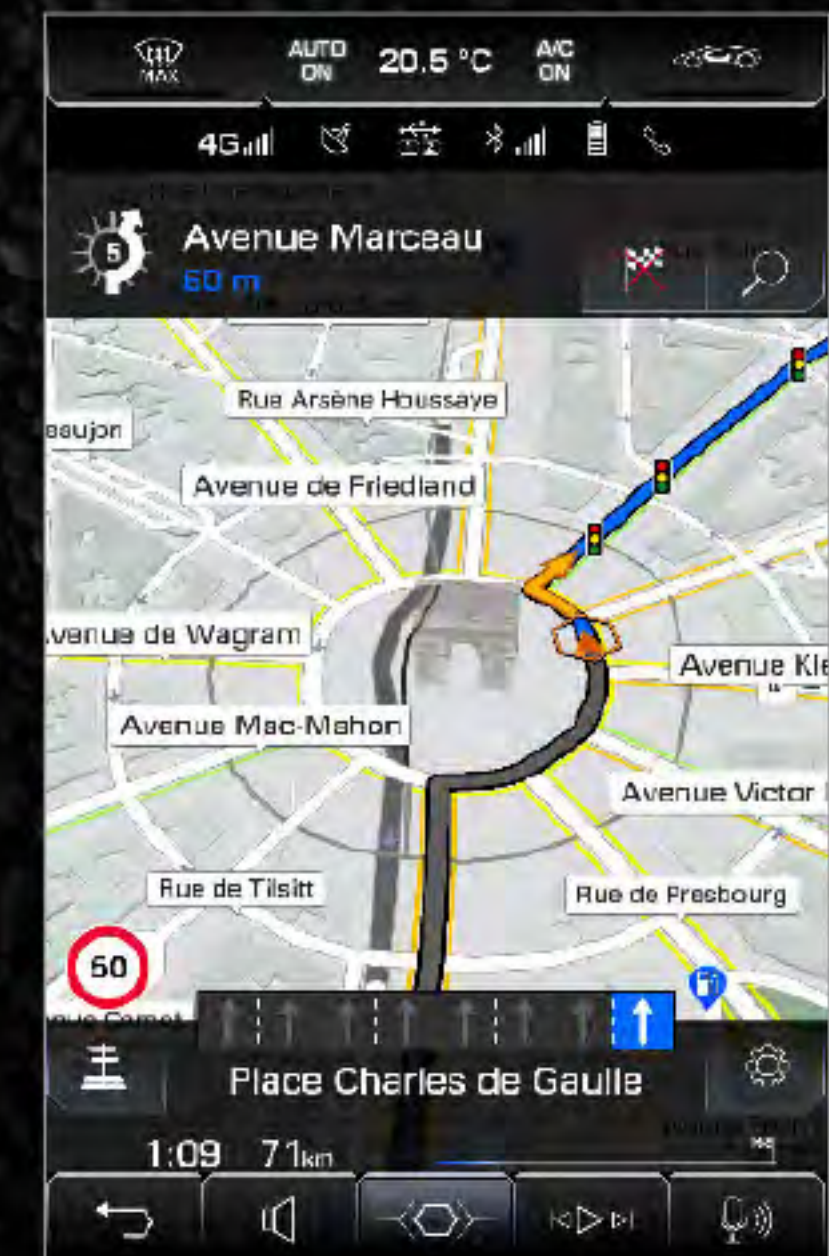 MAX
AUTO
ON
20.5 °C
A/C
ON
4G
5
Avenue Marceau
60 m
Rue Arsène Houssaye
eaujon
Avenue de Friedland
venue de Wagram
Avenue Kle
Avenue Mac-Mahon
Avenue Victor
Rue de Tilsitt
Rue de Presbourg
50
Place Charles de Gaulle
1:09 71km